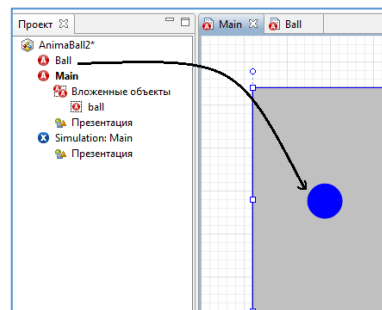 Проект
AnimaBall2*
Ball
Main
Вложенные объекты
ball
Презентация
Simulation: Main
Презентация
Main
Ball